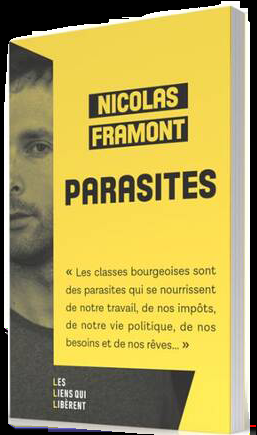 NICOLAS
FRAMONT
PARASITES
« Les classes bourgeoises sont
des parasites qui se nourrissent
de notre travail, de nos impôts,
de notre vie politique, de nos
besoins et de nos rêves... »
LES
LIENS QUI
LIBÈRENT